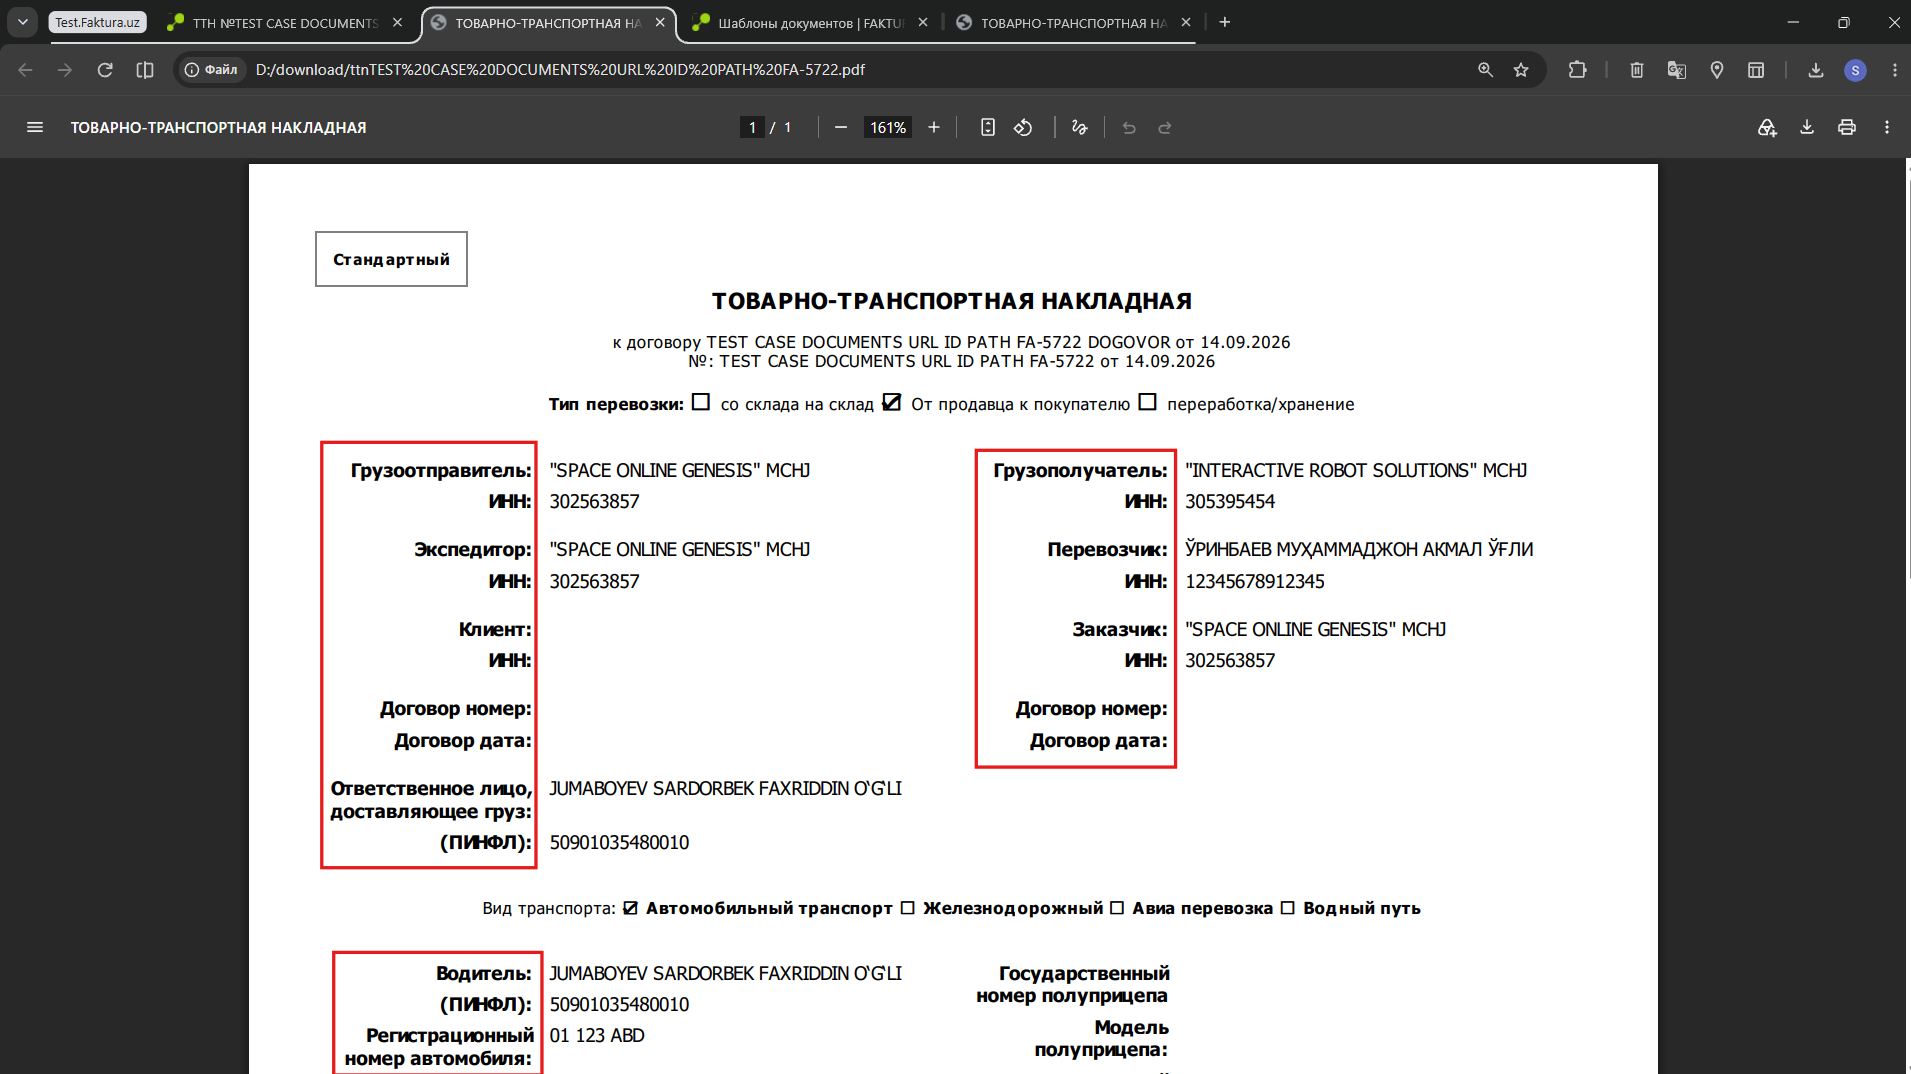 Test.Faktura.uz
ТТН №TEST CASE DOCUMENTS
ТОВАРНО-ТРАНСПОРТНАЯ НА
Шаблоны документов | FAKTU
ТОВАРНО-ТРАНСПОРТНАЯ НА
Файл
D:/download/ttnTEST%20CASE%20DOCUMENTS%20URL%20ID%20PATH%20FA-5722.pdf
S
ТОВАРНО-ТРАНСПОРТНАЯ НАКЛАДНАЯ
1 / 1
161%
Стандартный
ТОВАРНО-ТРАНСПОРТНАЯ НАКЛАДНАЯ
к договору TEST CASE DOCUMENTS URL ID PATH FA-5722 DOGOVOR от 14.09.2026
№: TEST CASE DOCUMENTS URL ID PATH FA-5722 от 14.09.2026
Тип перевозки: со склада на склад От продавца к покупателю переработка/хранение
Грузоотправитель: "SPACE ONLINE GENESIS" MCHJ
ИНН: 302563857
Экспедитор: "SPACE ONLINE GENESIS" MCHJ
ИНН: 302563857
Клиент:
ИНН:
Договор номер:
Договор дата:
Ответственное лицо, JUMABOYEV SARDORBEK FAXRIDDIN O‘G‘LI
доставляющее груз:
(ПИНФЛ): 50901035480010
Грузополучатель: "INTERACTIVE ROBOT SOLUTIONS" MCHJ
ИНН: 305395454
Перевозчик: ЎРИНБАЕВ МУҲАММАДЖОН АКМАЛ ЎҒЛИ
ИНН: 12345678912345
Заказчик: "SPACE ONLINE GENESIS" MCHJ
ИНН: 302563857
Договор номер:
Договор дата:
Вид транспорта: Автомобильный транспорт Железнодорожный Авиа перевозка Водный путь
Водитель: JUMABOYEV SARDORBEK FAXRIDDIN O‘G‘LI
(ПИНФЛ): 50901035480010
Регистрационный 01 123 ABD
номер автомобиля:
Государственный
номер полуприцепа
Модель
полуприцепа: